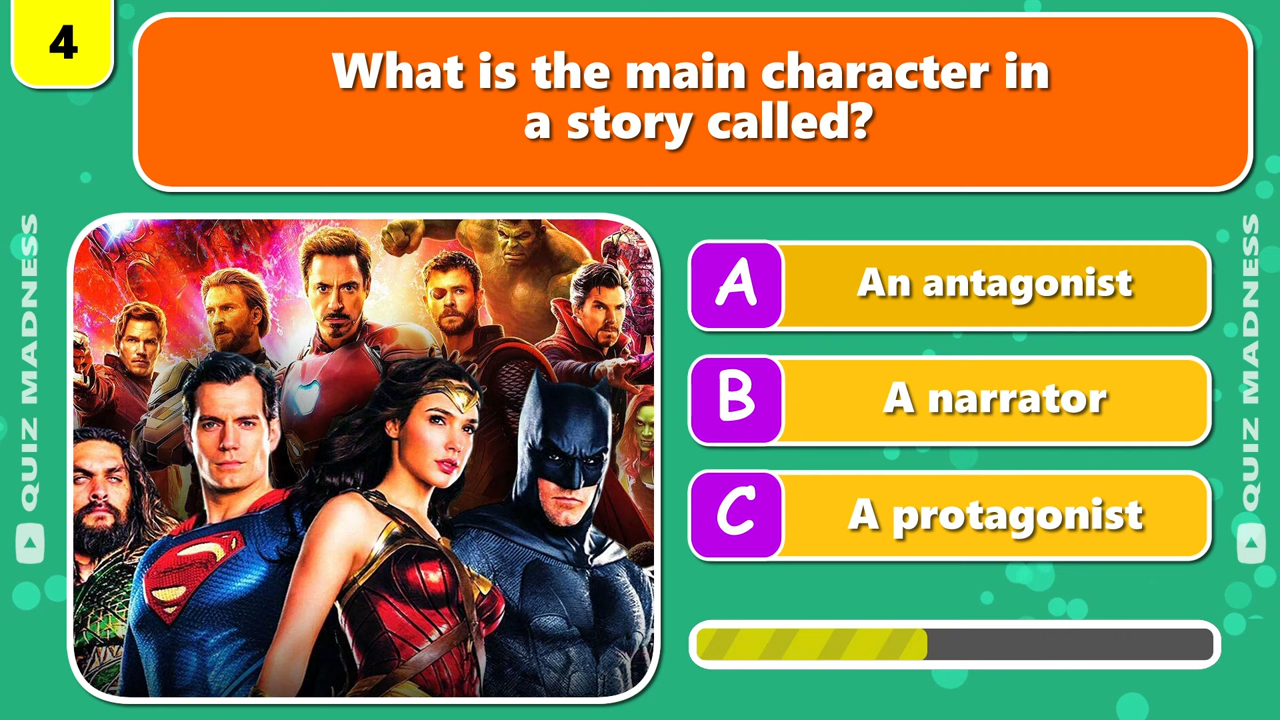 4
What is the main character in
a story called?
QUIZ MADNESS
A An antagonist
B A narrator
C A protagonist
QUIZ MADNESS